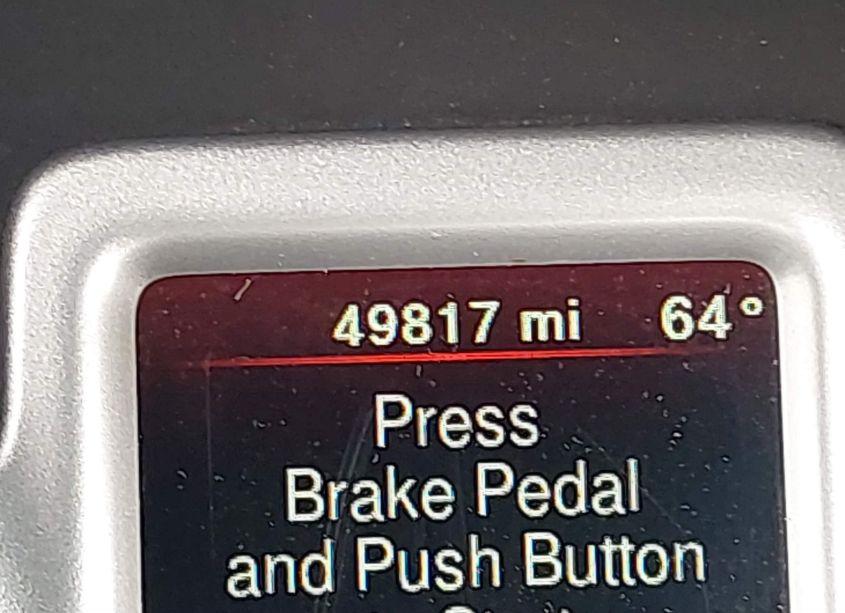 49817 mi 64°
Press
Brake Pedal
and Push Button